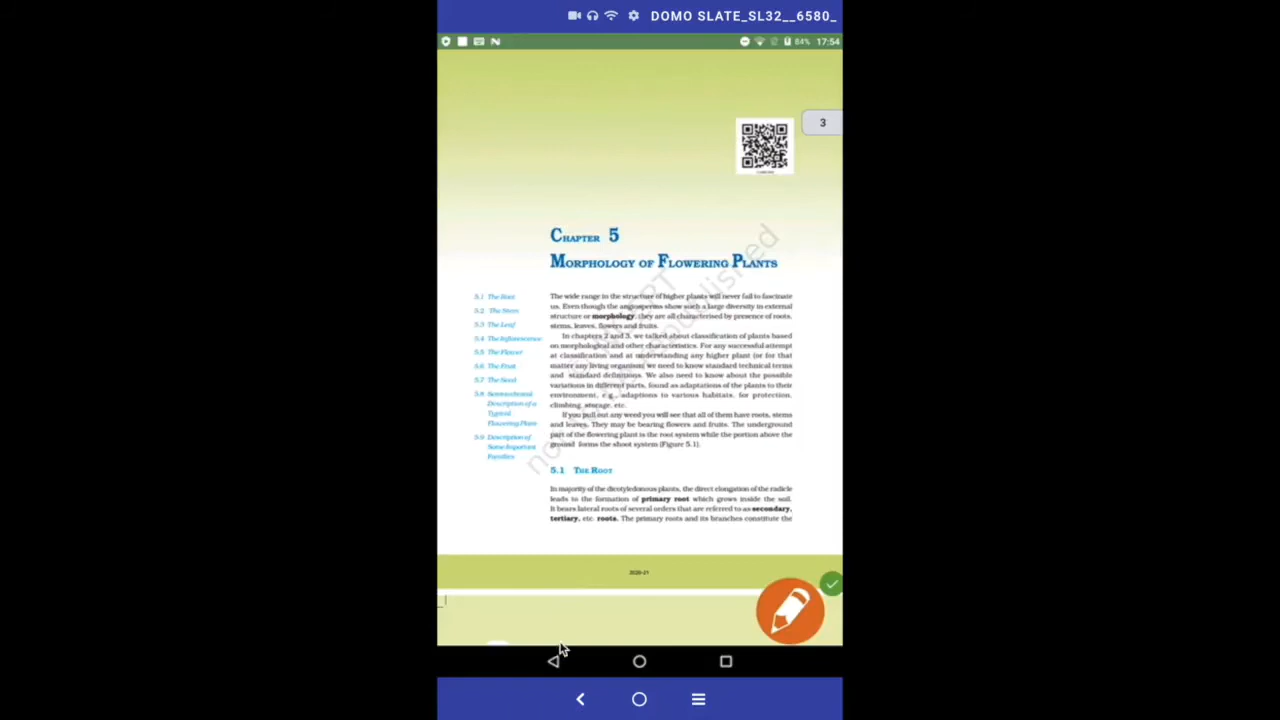 DOMO SLATE_SL32__6580_
84% 17:54
3
CHAPTER 5
MORPHOLOGY OF FLOWERING PLANTS
5.1 The Root
5.2 The Stem
5.3 The Leaf
5.4 The Inflorescence
5.5 The Flower
5.6 The Fruit
5.7 The Seed
5.8 Semitechnical
Description of a
Typical
Flowering Plant
5.9 Description of
Some Important
Families
The wide range in the structure of higher plants will never fail to fascinate
us. Even though the angiosperms show such a large diversity in external
structure or morphology, they are all characterised by presence of roots,
stems, leaves, flowers and fruits.
In chapters 2 and 3, we talked about classification of plants based
on morphological and other characteristics. For any successful attempt
at classification and at understanding any higher plant (or for that
matter any living organism) we need to know standard technical terms
and standard definitions. We also need to know about the possible
variations in different parts, found as adaptations of the plants to their
environment, e.g., adaptions to various habitats, for protection,
climbing, storage, etc.
If you pull out any weed you will see that all of them have roots, stems
and leaves. They may be bearing flowers and fruits. The underground
part of the flowering plant is the root system while the portion above the
ground forms the shoot system (Figure 5.1).
5.1 THE ROOT
In majority of the dicotyledonous plants, the direct elongation of the radicle
leads to the formation of primary root which grows inside the soil.
It bears lateral roots of several orders that are referred to as secondary,
tertiary, etc. roots. The primary roots and its branches constitute the
2020-21